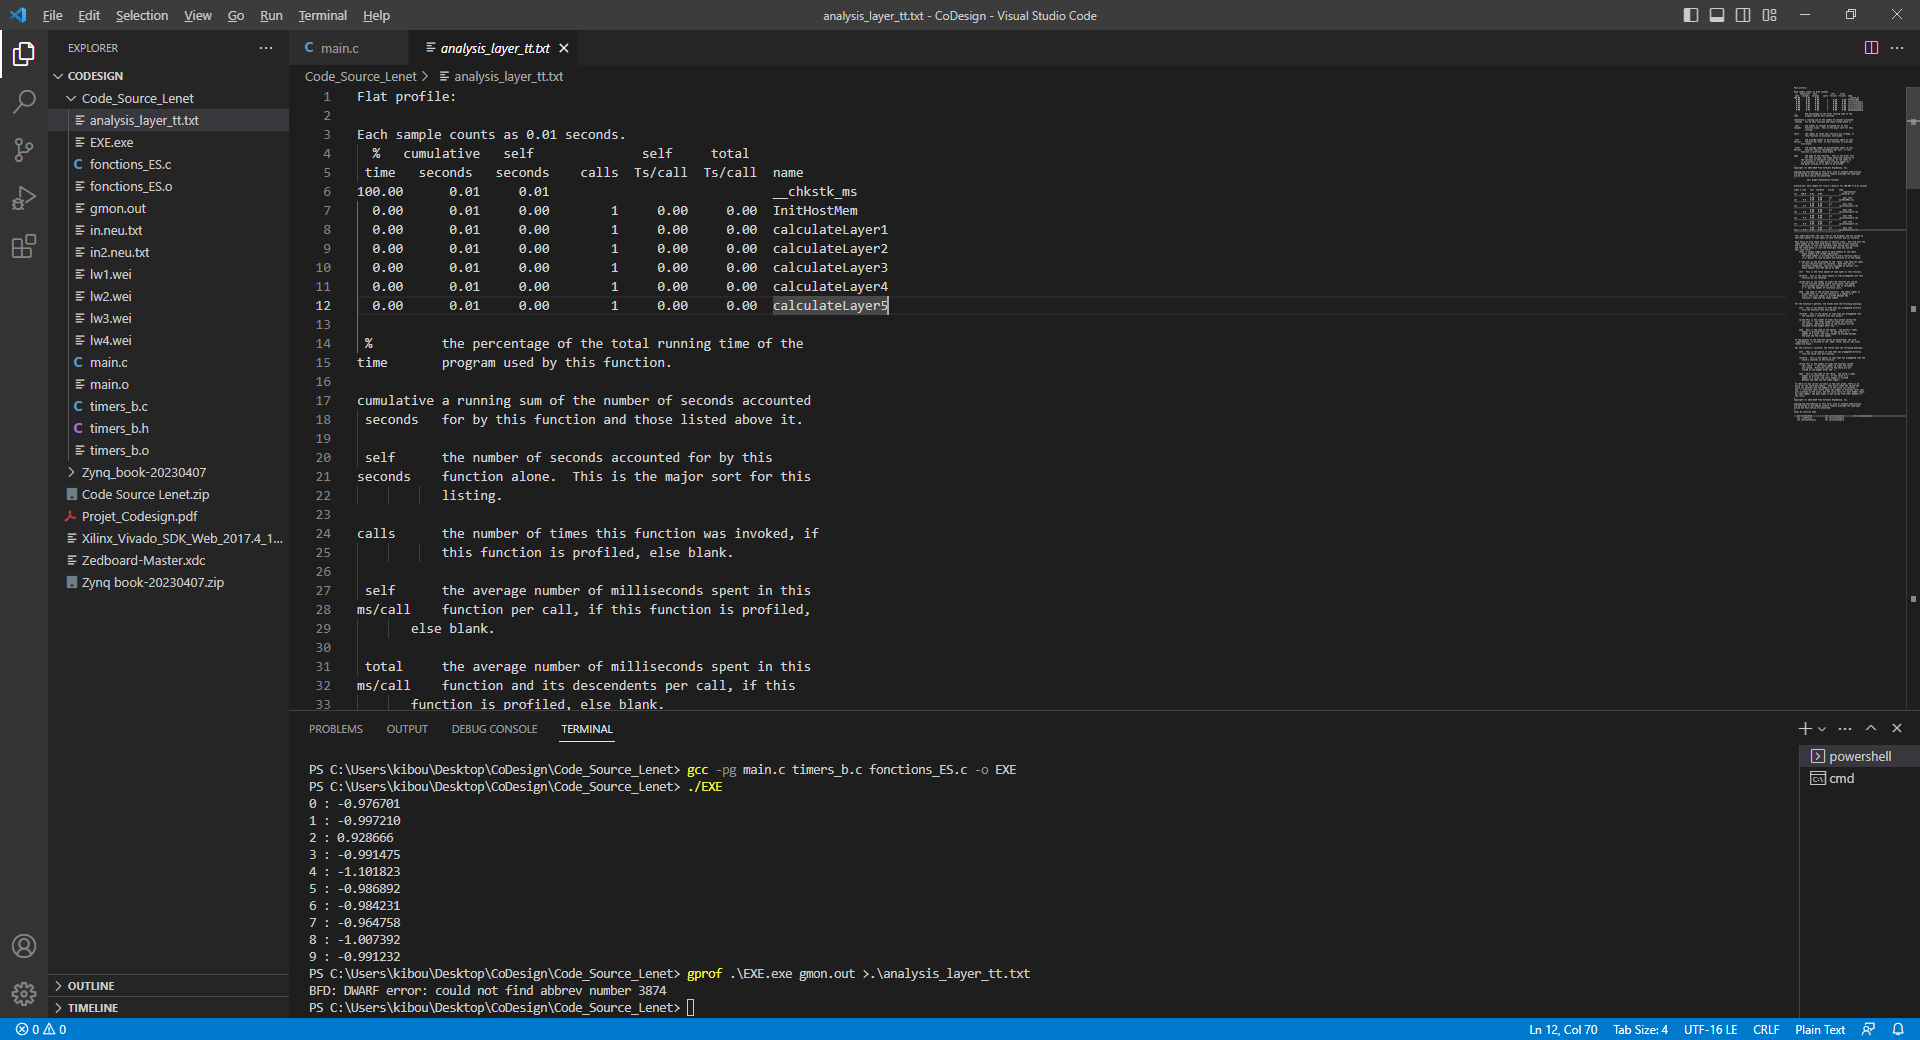 File Edit Selection View Go Run Terminal Help
analysis_layer_tt.txt - CoDesign - Visual Studio Code
EXPLORER
CODESIGN
Code_Source_Lenet
analysis_layer_tt.txt
EXE.exe
fonctions_ES.c
fonctions_ES.o
gmon.out
in.neu.txt
in2.neu.txt
lw1.wei
lw2.wei
lw3.wei
lw4.wei
main.c
main.o
timers_b.c
timers_b.h
timers_b.o
Zynq_book-20230407
Code Source Lenet.zip
Projet_Codesign.pdf
Xilinx_Vivado_SDK_Web_2017.4_1...
Zedboard-Master.xdc
Zynq book-20230407.zip
OUTLINE
TIMELINE
main.c analysis_layer_tt.txt
Code_Source_Lenet > analysis_layer_tt.txt
1 Flat profile:
2
3 Each sample counts as 0.01 seconds.
4 % cumulative self self total
5 time seconds seconds calls Ts/call Ts/call name
6 100.00 0.01 0.01 __chkstk_ms
7 0.00 0.01 0.00 1 0.00 0.00 InitHostMem
8 0.00 0.01 0.00 1 0.00 0.00 calculateLayer1
9 0.00 0.01 0.00 1 0.00 0.00 calculateLayer2
10 0.00 0.01 0.00 1 0.00 0.00 calculateLayer3
11 0.00 0.01 0.00 1 0.00 0.00 calculateLayer4
12 0.00 0.01 0.00 1 0.00 0.00 calculateLayer5
13
14 % the percentage of the total running time of the
15 time program used by this function.
16
17 cumulative a running sum of the number of seconds accounted
18 seconds for by this function and those listed above it.
19
20 self the number of seconds accounted for by this
21 seconds function alone. This is the major sort for this
22 listing.
23
24 calls the number of times this function was invoked, if
25 this function is profiled, else blank.
26
27 self the average number of milliseconds spent in this
28 ms/call function per call, if this function is profiled,
29 else blank.
30
31 total the average number of milliseconds spent in this
32 ms/call function and its descendents per call, if this
33 function is profiled, else blank.
PROBLEMS OUTPUT DEBUG CONSOLE TERMINAL
powershell
cmd
PS C:\Users\kibou\Desktop\CoDesign\Code_Source_Lenet> gcc -pg main.c timers_b.c fonctions_ES.c -o EXE
PS C:\Users\kibou\Desktop\CoDesign\Code_Source_Lenet> ./EXE
0 : -0.976701
1 : -0.997210
2 : 0.928666
3 : -0.991475
4 : -1.101823
5 : -0.986892
6 : -0.984231
7 : -0.964758
8 : -1.007392
9 : -0.991232
PS C:\Users\kibou\Desktop\CoDesign\Code_Source_Lenet> gprof .\EXE.exe gmon.out >.\analysis_layer_tt.txt
BFD: DWARF error: could not find abbrev number 3874
PS C:\Users\kibou\Desktop\CoDesign\Code_Source_Lenet>
0 0
Ln 12, Col 70 Tab Size: 4 UTF-16 LE CRLF Plain Text